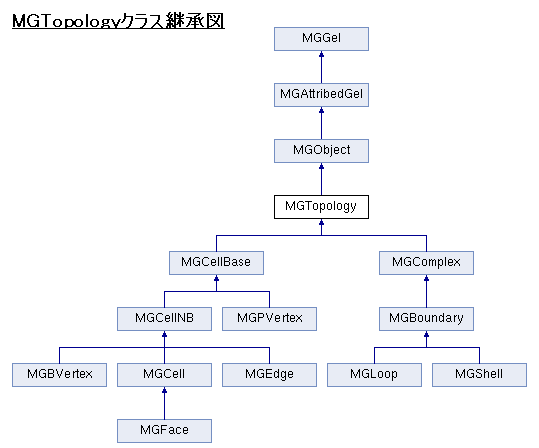 MGTopologyクラス継承図
MGGel
MGAttribedGel
MGObject
MGTopology
MGCellBase MGComplex
MGCellNB MGPVertex MGBoundary
MGBVertex MGCell MGEdge MGLoop MGShell
MGFace